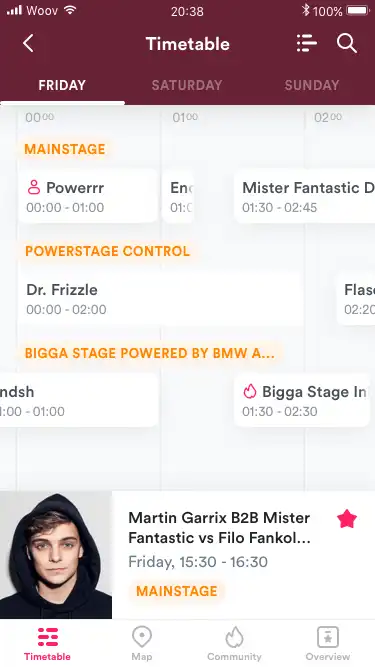 Woov 20:38 100%
Timetable
FRIDAY SATURDAY SUNDAY
00⁰⁰ 01⁰⁰ 02⁰⁰
MAINSTAGE
Powerrr End Mister Fantastic D
00:00 - 01:00 01:0 01:30 - 02:45
POWERSTAGE CONTROL
Dr. Frizzle Flas
00:00 - 02:00 02:20
BIGGA STAGE POWERED BY BMW A...
ndsh Bigga Stage In
:00 - 01:00 01:30 - 02:30
Martin Garrix B2B Mister
Fantastic vs Filo Fankol...
Friday, 15:30 - 16:30
MAINSTAGE
Timetable Map Community Overview